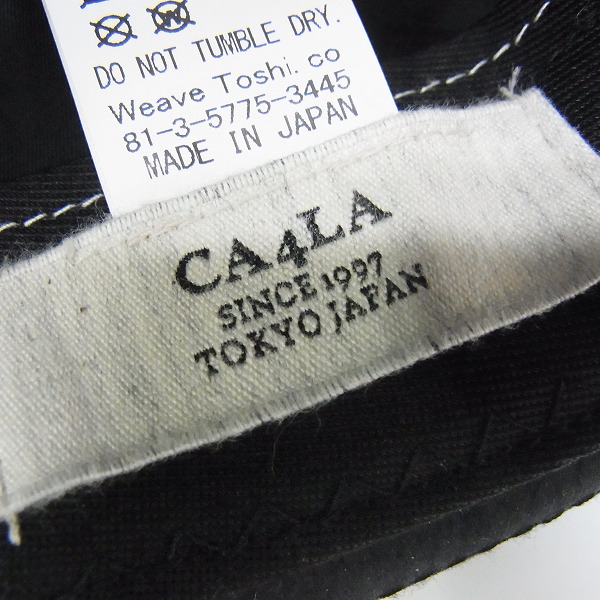 DO NOT TUMBLE DRY.
Weave Toshi. co
81-3-5775-3445
MADE IN JAPAN
CA4LA
SINCE 1997
TOKYO JAPAN